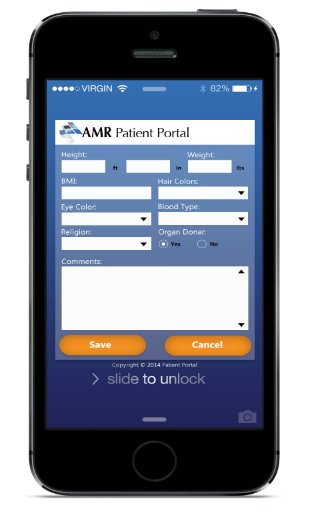 VIRGIN 82%
AMR Patient Portal
Height: Weight:
ft in lbs
BMI: Hair Colors:
Eye Color: Blood Type:
Religion: Organ Donar:
Yes No
Comments:
Save Cancel
Copyright © 2014 Patient Portal
> slide to unlock